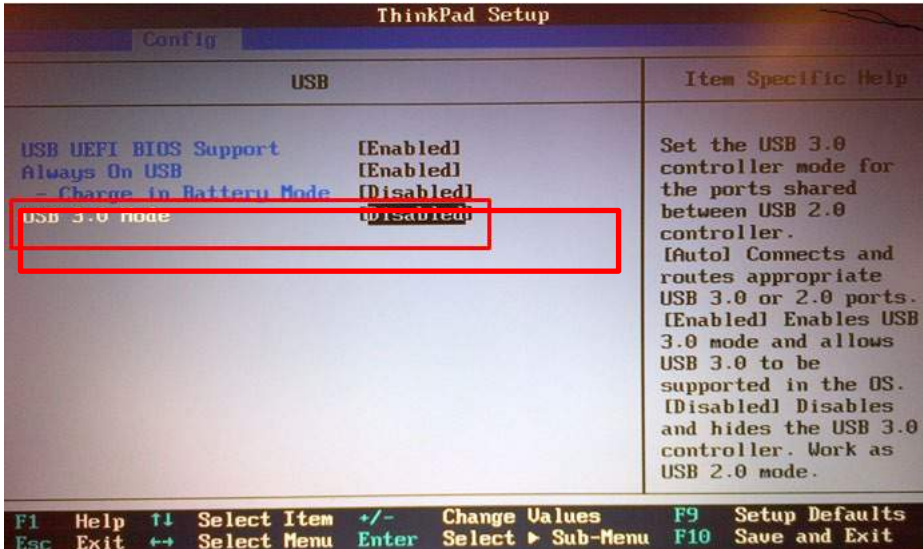 ThinkPad Setup
Config
USB
Item Specific Help
USB UEFI BIOS Support [Enabled]
Always On USB [Enabled]
- Charge in Battery Mode [Disabled]
USB 3.0 Mode [Disabled]
Set the USB 3.0
controller mode for
the ports shared
between USB 2.0
controller.
[Auto] Connects and
routes appropriate
USB 3.0 or 2.0 ports.
[Enabled] Enables USB
3.0 mode and allows
USB 3.0 to be
supported in the OS.
[Disabled] Disables
and hides the USB 3.0
controller. Work as
USB 2.0 mode.
F1 Help ↑↓ Select Item +/- Change Values F9 Setup Defaults
Esc Exit ↔ Select Menu Enter Select ▶ Sub-Menu F10 Save and Exit